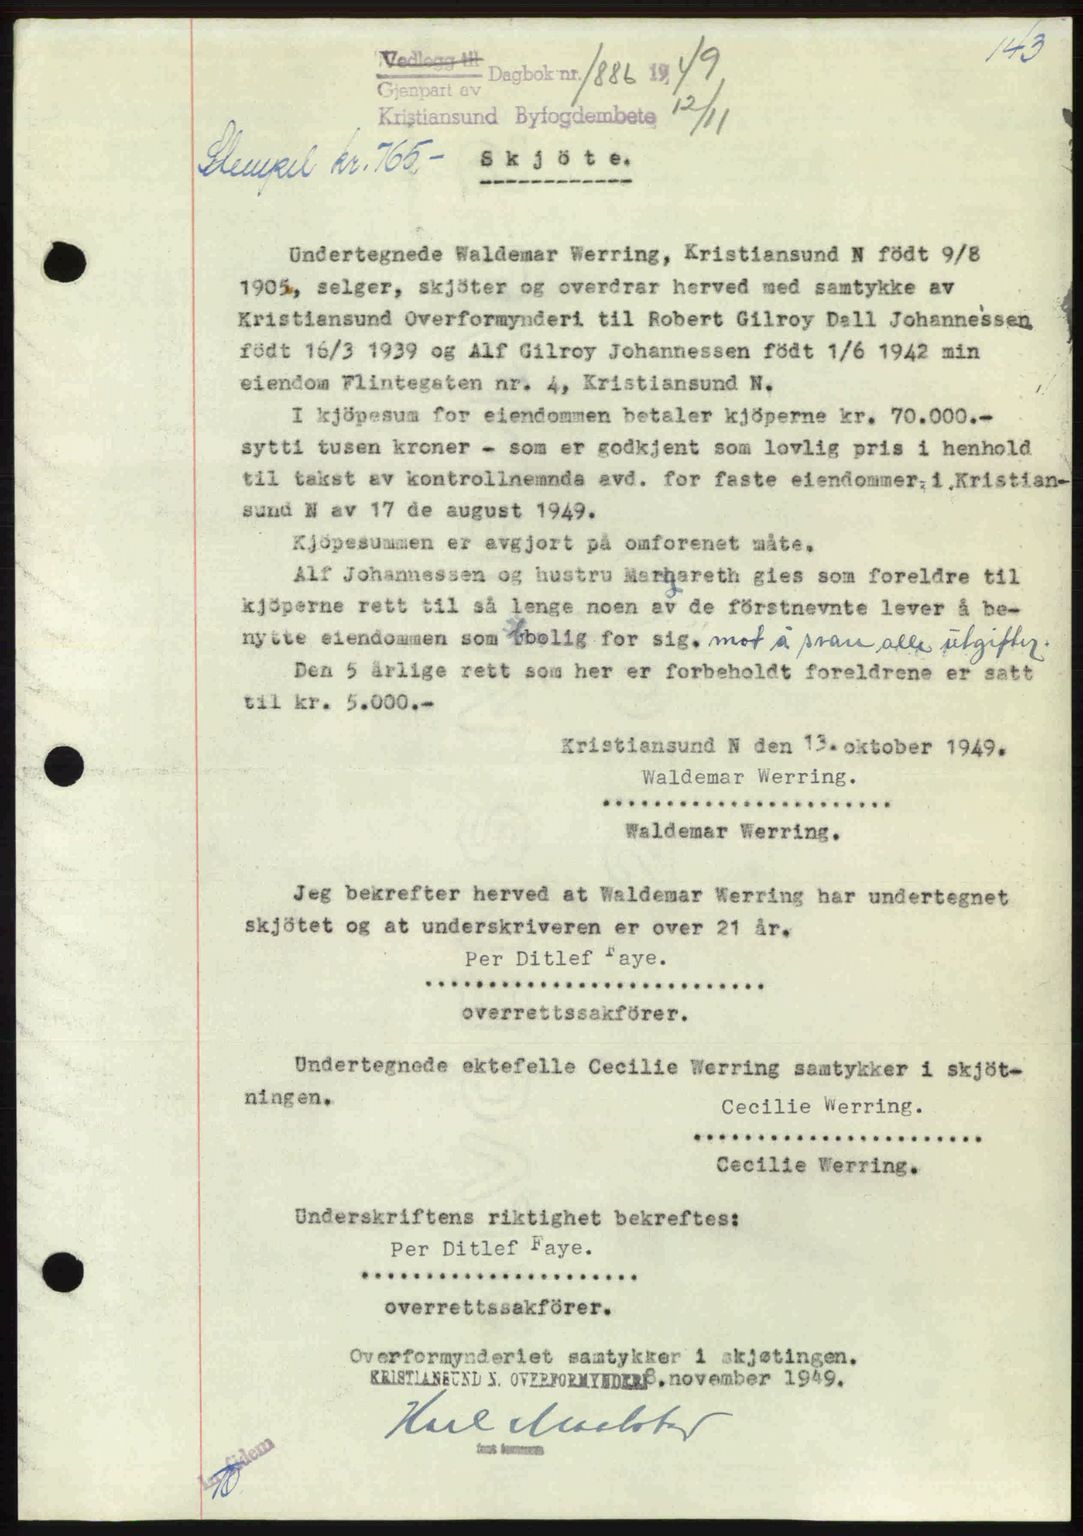 143
Vedlegg til
Gjenpart av Dagbok nr. 1886 1949
Kristiansund Byfogdembete 12/11
Stempel kr. 765,-
Skjöte.
Undertegnede Waldemar Werring, Kristiansund N född 9/8
1905, selger, skjöter og overdrar herved med samtykke av
Kristiansund Overformynderi til Robert Gilroy Dall Johannessen
födt 16/3 1939 og Alf Gilroy Johannessen födt 1/6 1942 min
eiendom Flintegaten nr. 4, Kristiansund N.
I kjöpesum for eiendommen betaler kjöperne kr. 70.000.-
sytti tusen kroner - som er godkjent som lovlig pris i henhold
til takst av kontrollnemnda avd. for faste eiendommer i Kristian-
sund N av 17 de august 1949.
Kjöpesummen er avgjort på omforenet måte.
Alf Johannessen og hustru Margareth gies som foreldre til
kjöperne rett til så lenge noen av de förstnevnte lever å be-
nytte eiendommen som bolig for sig. mot å svare alle utgifter.
Den 5 årlige rett som her er forbeholdt foreldrene er satt
til kr. 5.000.-
Kristiansund N den 13. oktober 1949.
Waldemar Werring.
.......................
Waldemar Werring.
Jeg bekrefter herved at Waldemar Werring har undertegnet
skjötet og at underskriveren er over 21 år.
Per Ditlef Faye.
...........................
overrettssakförer.
Undertegnede ektefelle Cecilie Werring samtykker i skjöt-
ningen.
Cecilie Werring.
.......................
Cecilie Werring.
Underskriftens riktighet bekreftes:
Per Ditlef Faye.
......................
overrettssakförer.
Overformynderiet samtykker i skjøtingen.
KRISTIANSUND N. OVERFORMYNDERI 8. november 1949.
Karl
fast formann